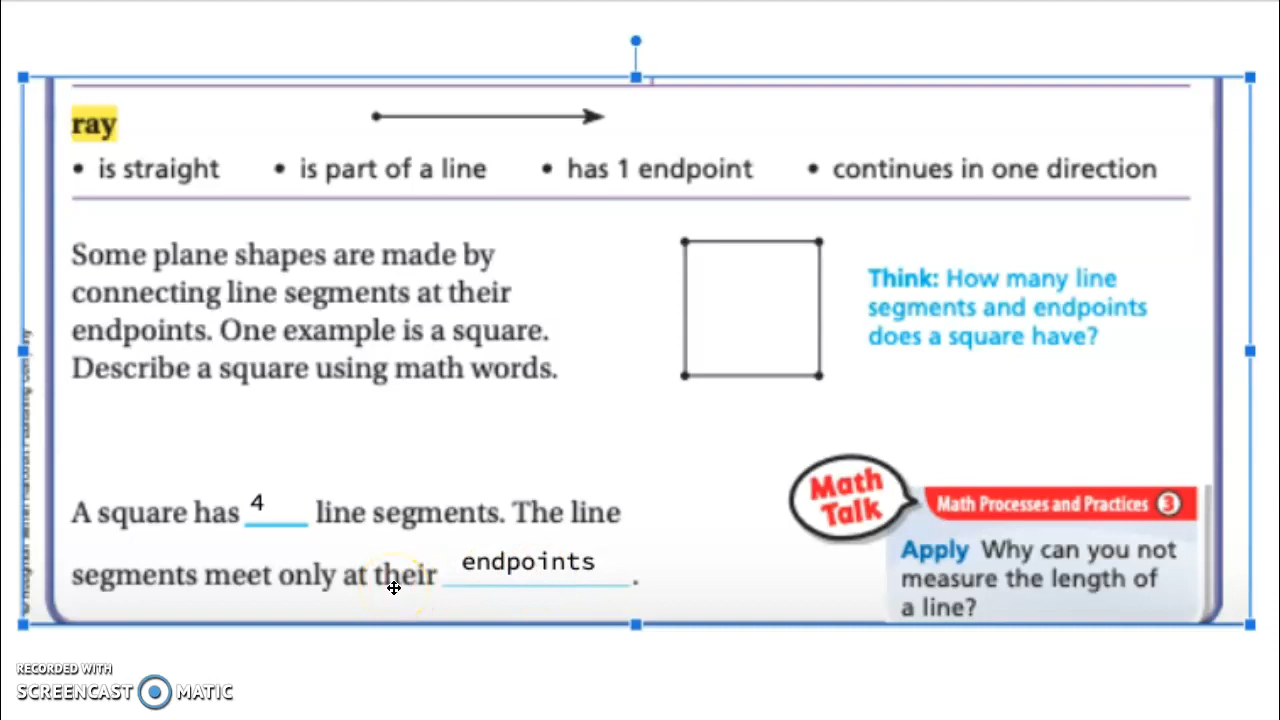 ray
• is straight • is part of a line • has 1 endpoint • continues in one direction
Some plane shapes are made by
connecting line segments at their
endpoints. One example is a square.
Describe a square using math words.
Think: How many line
segments and endpoints
does a square have?
A square has 4 line segments. The line
segments meet only at their endpoints.
Math
Talk
Math Processes and Practices 3
Apply Why can you not
measure the length of
a line?
RECORDED WITH
SCREENCAST MATIC